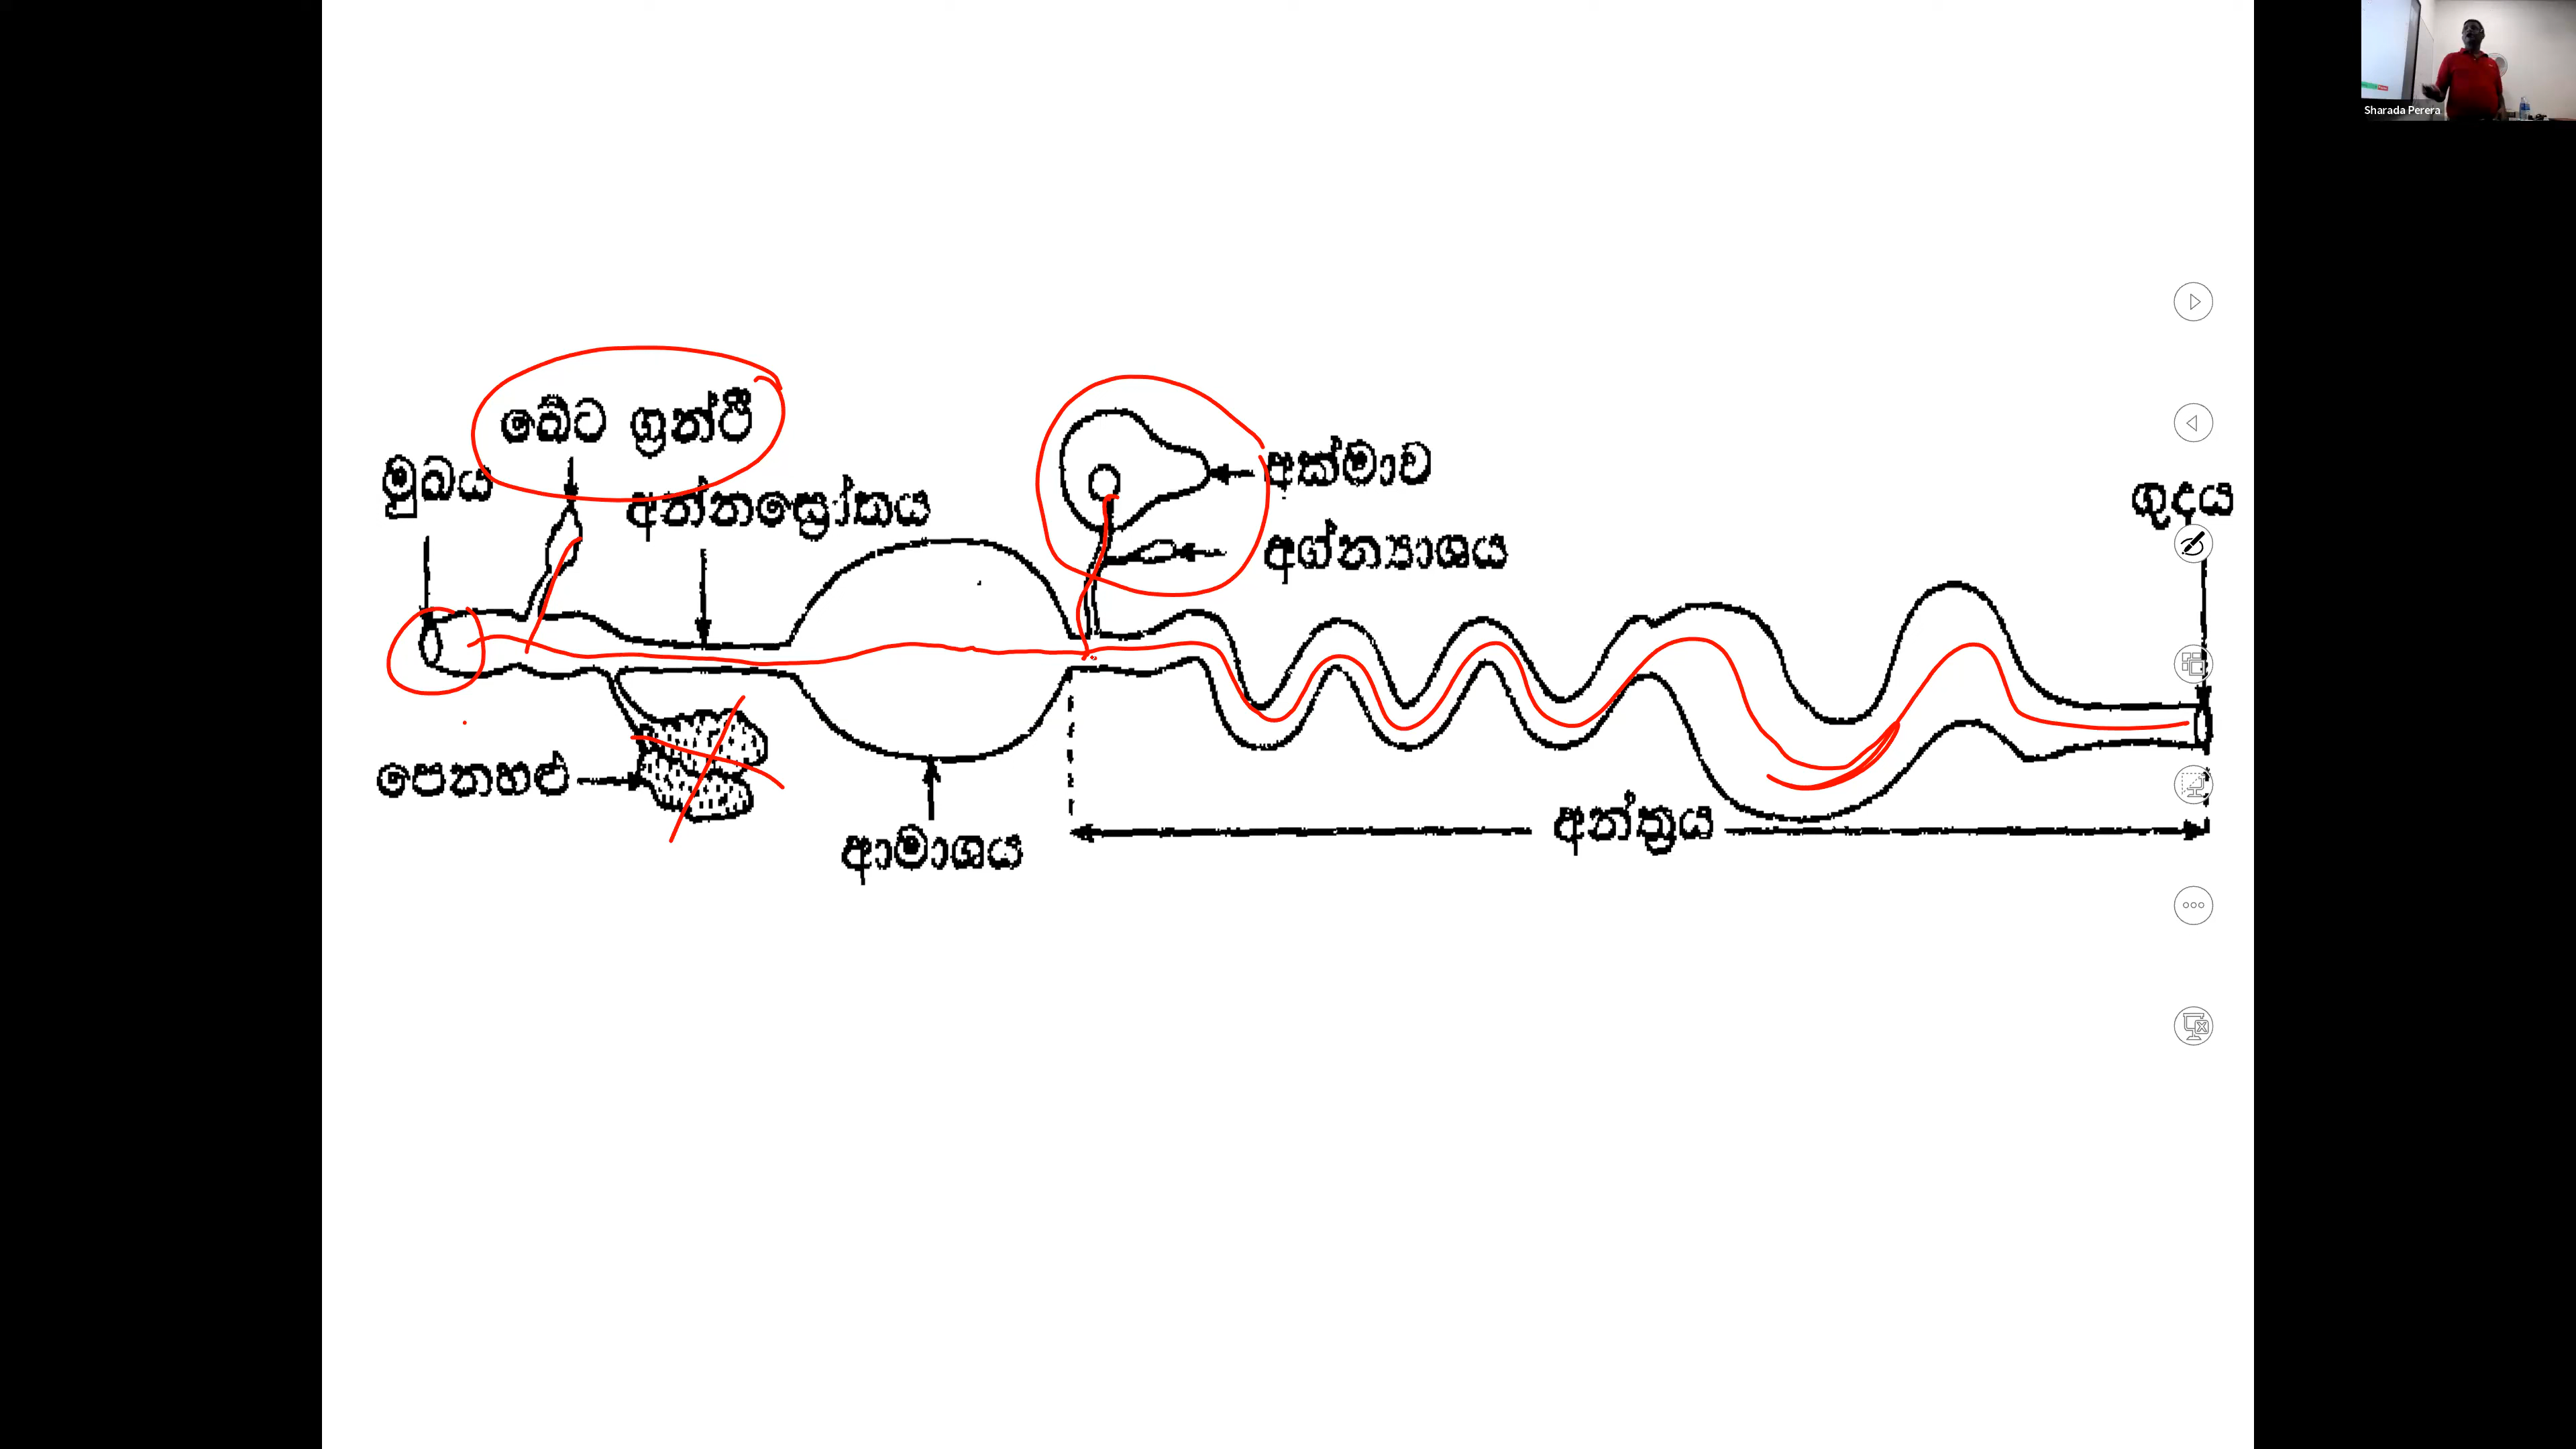 Sharada Perera
බේට ග්‍රන්ථි
මුඛය
අන්නස්‍රෝතය
අක්මාව
අග්න්‍යාශය
ගුදය
පෙනහළු
ආමාශය
අන්ත්‍රය